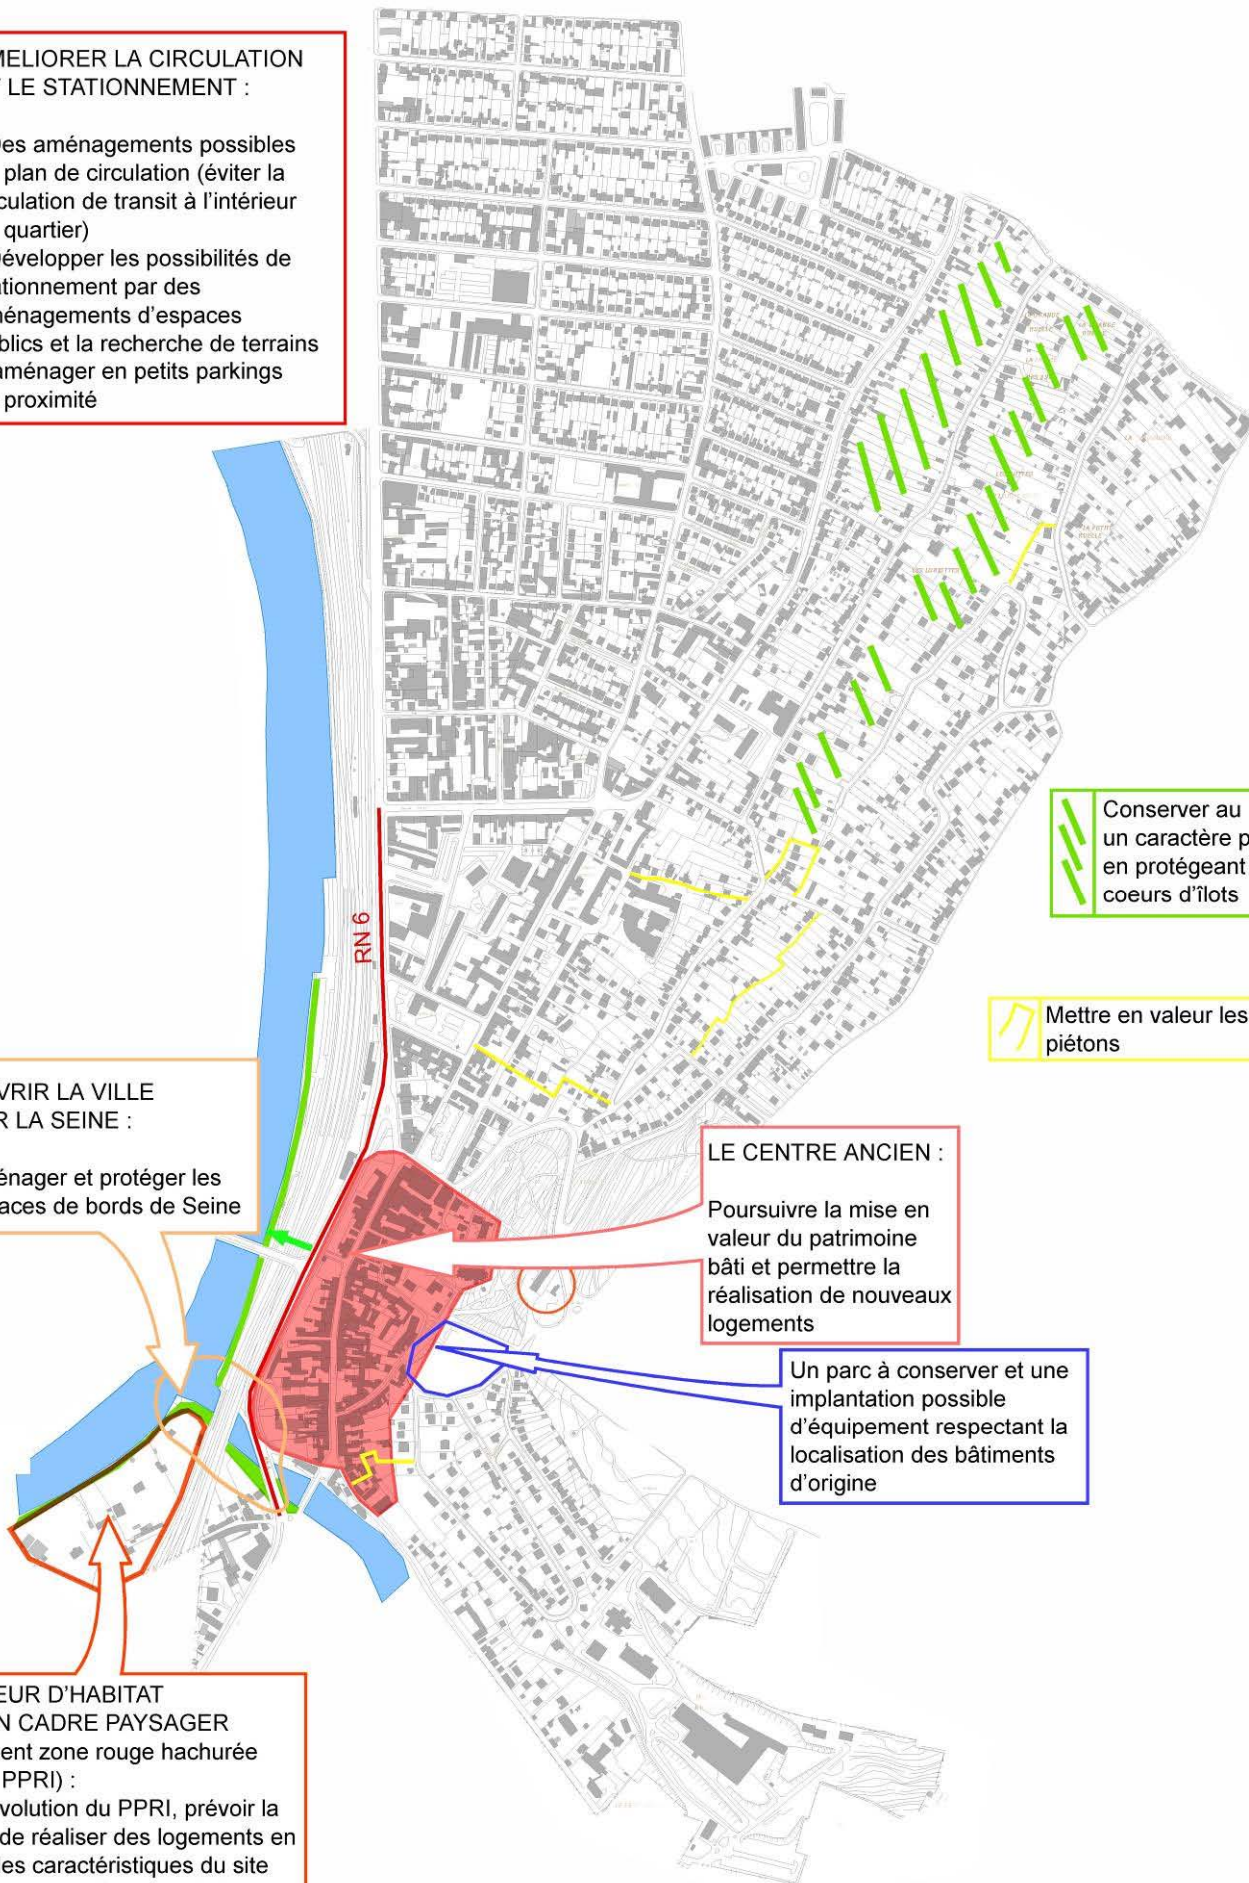 MELIORER LA CIRCULATION
LE STATIONNEMENT :
es aménagements possibles
plan de circulation (éviter la
culation de transit à l'intérieur
quartier)
évelopper les possibilités de
tionnement par des
énagements d'espaces
blics et la recherche de terrains
aménager en petits parkings
proximité
RN 6
Conserver au
un caractère p
en protégeant
coeurs d'îlots
Mettre en valeur les
piétons
VRIR LA VILLE
R LA SEINE :
énager et protéger les
aces de bords de Seine
LE CENTRE ANCIEN :
Poursuivre la mise en
valeur du patrimoine
bâti et permettre la
réalisation de nouveaux
logements
Un parc à conserver et une
implantation possible
d'équipement respectant la
localisation des bâtiments
d'origine
EUR D'HABITAT
N CADRE PAYSAGER
ent zone rouge hachurée
PPRI) :
volution du PPRI, prévoir la
de réaliser des logements en
les caractéristiques du site